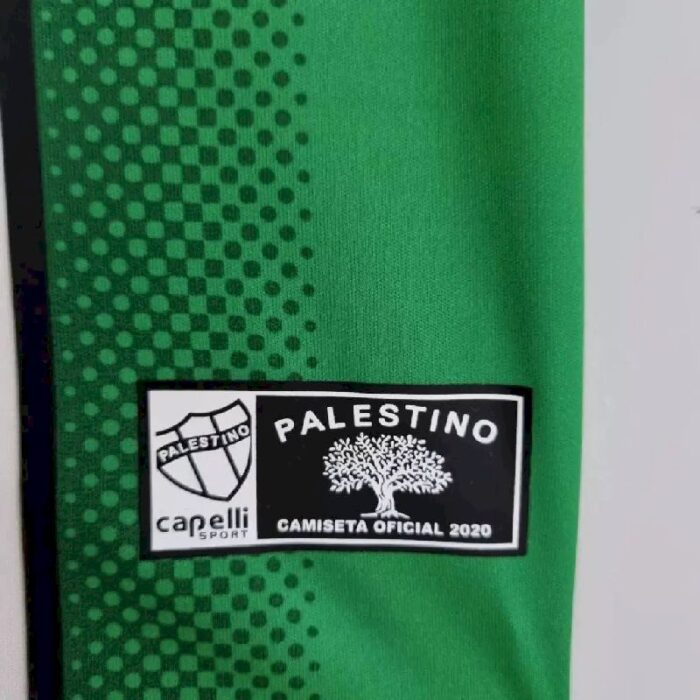 PALESTINO
capelli
SPORT
PALESTINO
CAMISETA OFICIAL 2020